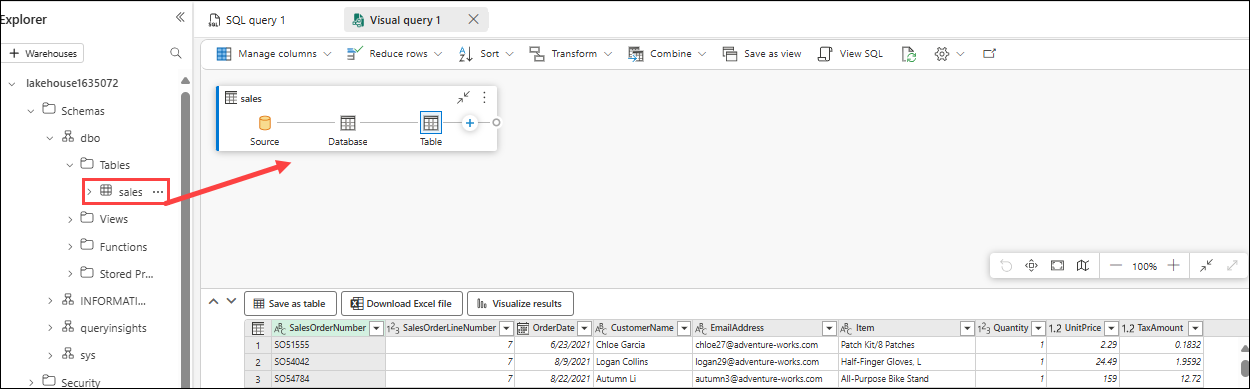 Explorer
SQL query 1
Visual query 1
+ Warehouses
Manage columns
Reduce rows
Sort
Transform
Combine
Save as view
View SQL
lakehouse1635072
Schemas
dbo
Tables
sales ...
Views
Functions
Stored Pr...
INFORMATI...
queryinsights
sys
Security
sales
Source
Database
Table
100%
Save as table
Download Excel file
Visualize results
SalesOrderNumber SalesOrderLineNumber OrderDate CustomerName EmailAddress Item Quantity UnitPrice TaxAmount
1 SO51555 7 6/23/2021 Chloe Garcia chloe27@adventure-works.com Patch Kit/8 Patches 1 2.29 0.1832
2 SO54042 7 8/9/2021 Logan Collins logan29@adventure-works.com Half-Finger Gloves, L 1 24.49 1.9592
3 SO54784 7 8/22/2021 Autumn Li autumn3@adventure-works.com All-Purpose Bike Stand 1 159 12.72